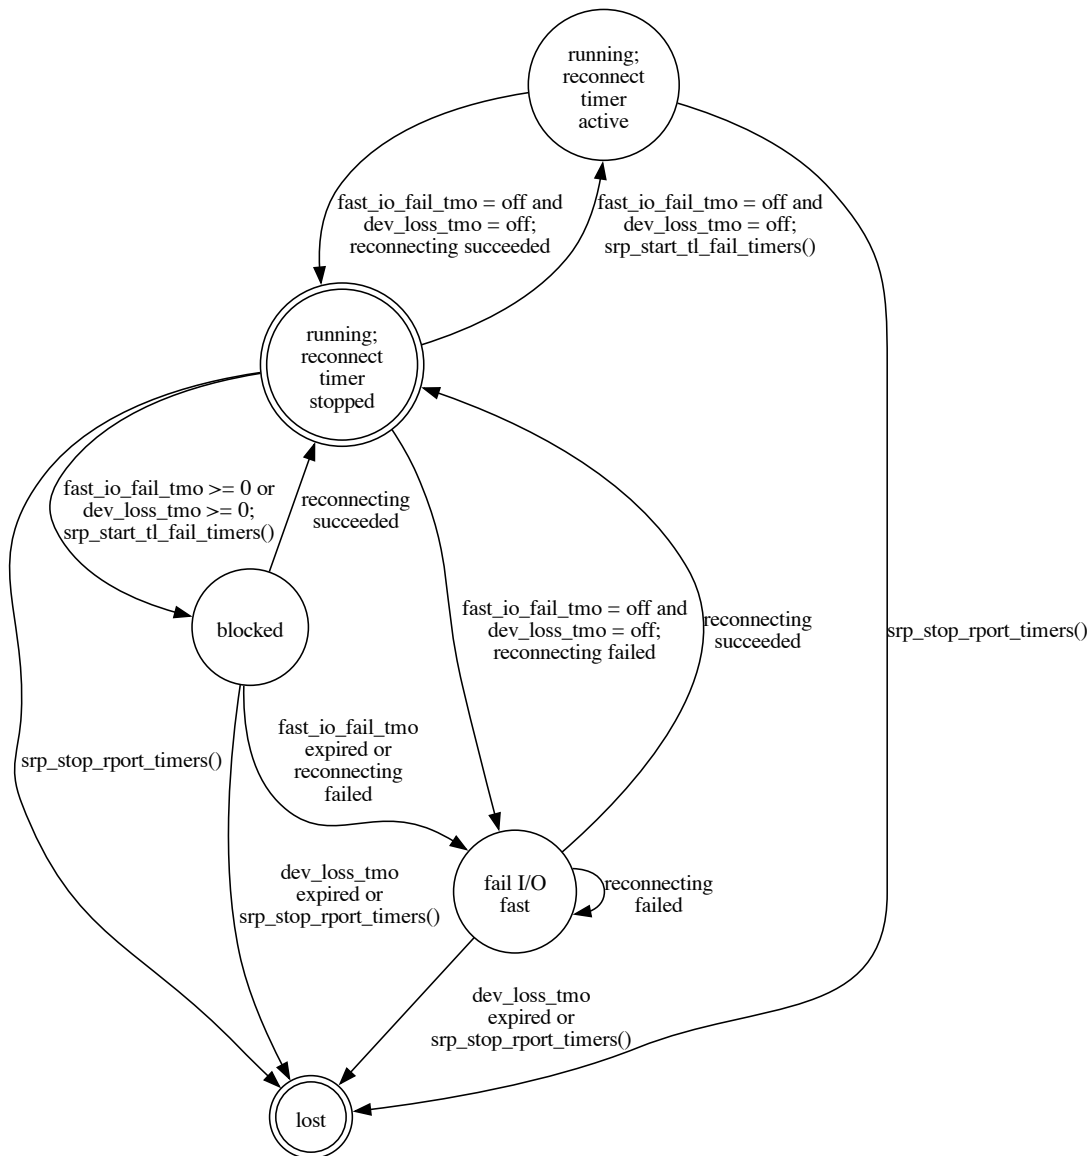 running;
reconnect
timer
active
fast_io_fail_tmo = off and
dev_loss_tmo = off;
reconnecting succeeded
fast_io_fail_tmo = off and
dev_loss_tmo = off;
srp_start_tl_fail_timers()
running;
reconnect
timer
stopped
fast_io_fail_tmo >= 0 or
dev_loss_tmo >= 0;
srp_start_tl_fail_timers()
reconnecting
succeeded
blocked
fast_io_fail_tmo = off and
dev_loss_tmo = off;
reconnecting failed
reconnecting
succeeded
srp_stop_rport_timers()
srp_stop_rport_timers()
fast_io_fail_tmo
expired or
reconnecting
failed
dev_loss_tmo
expired or
srp_stop_rport_timers()
fail I/O
fast
reconnecting
failed
dev_loss_tmo
expired or
srp_stop_rport_timers()
lost